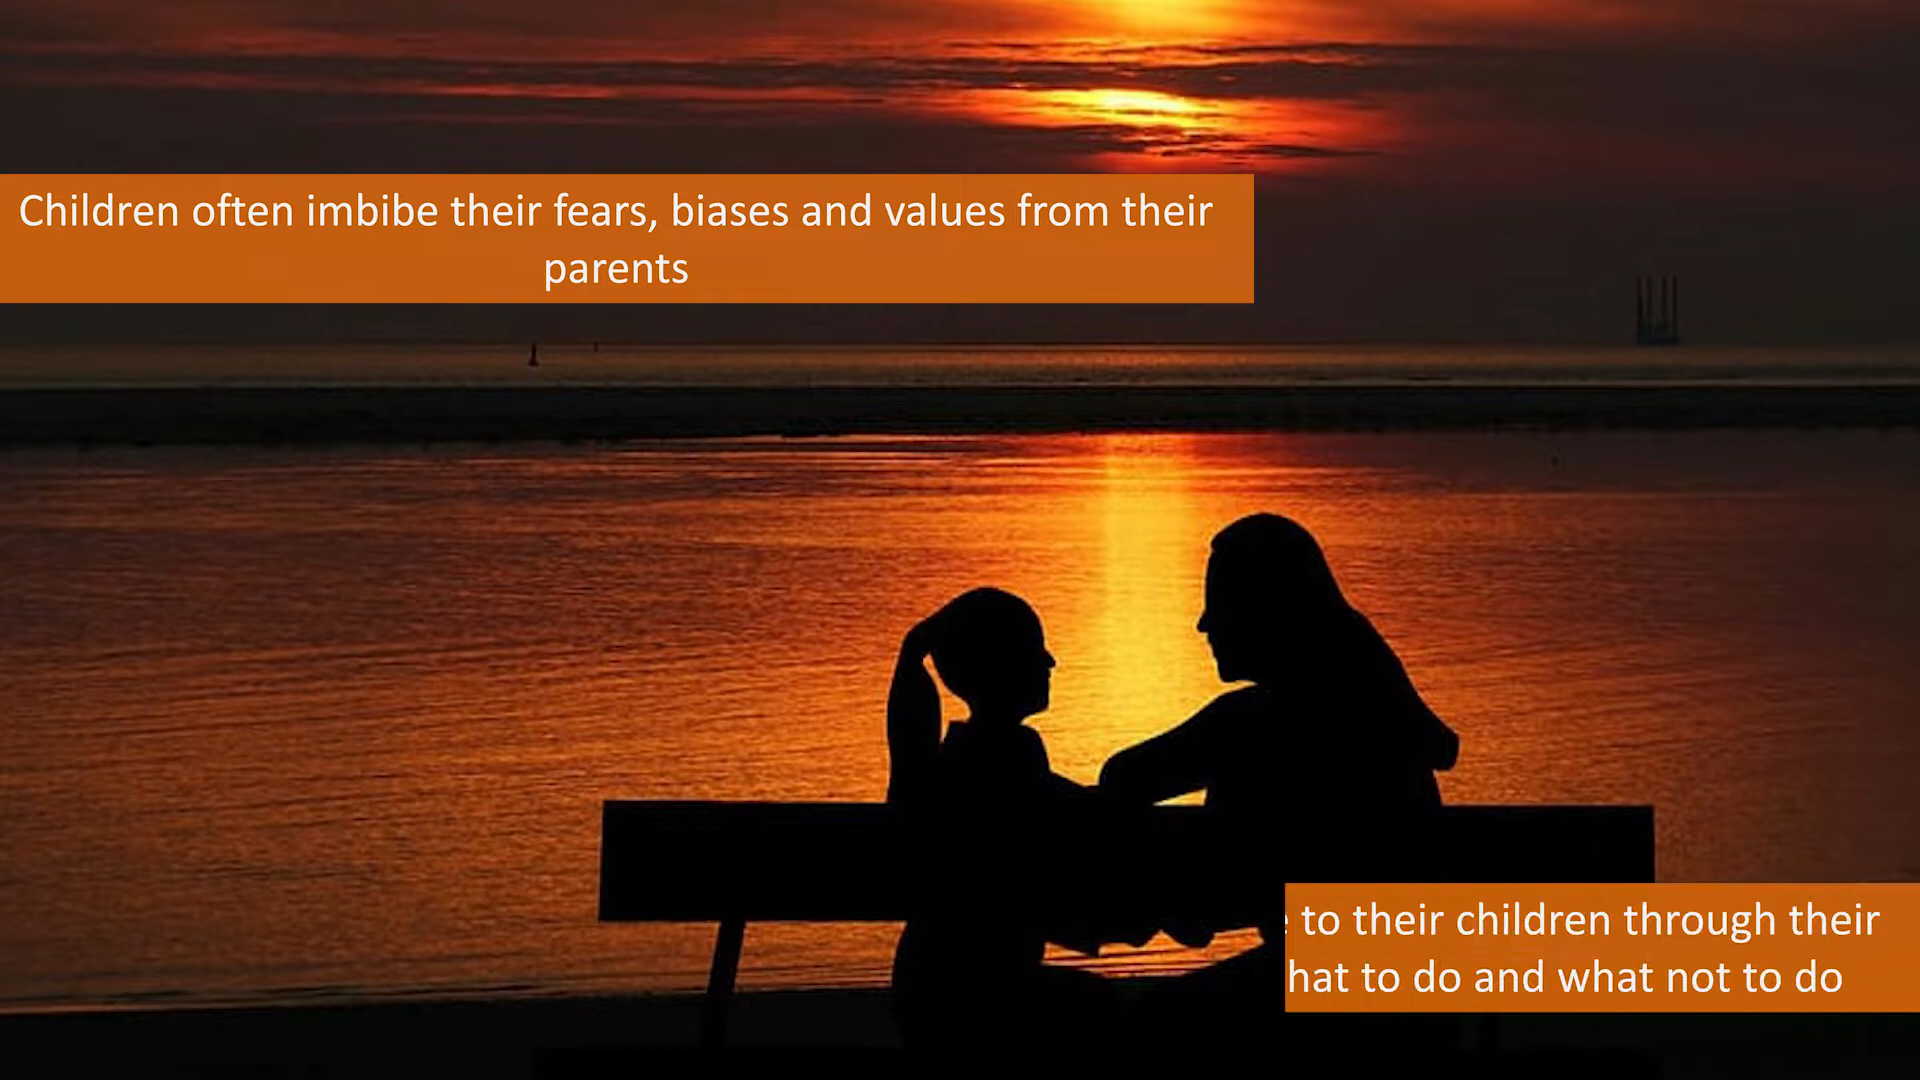 Children often imbibe their fears, biases and values from their
parents
to their children through their
to do and what not to do